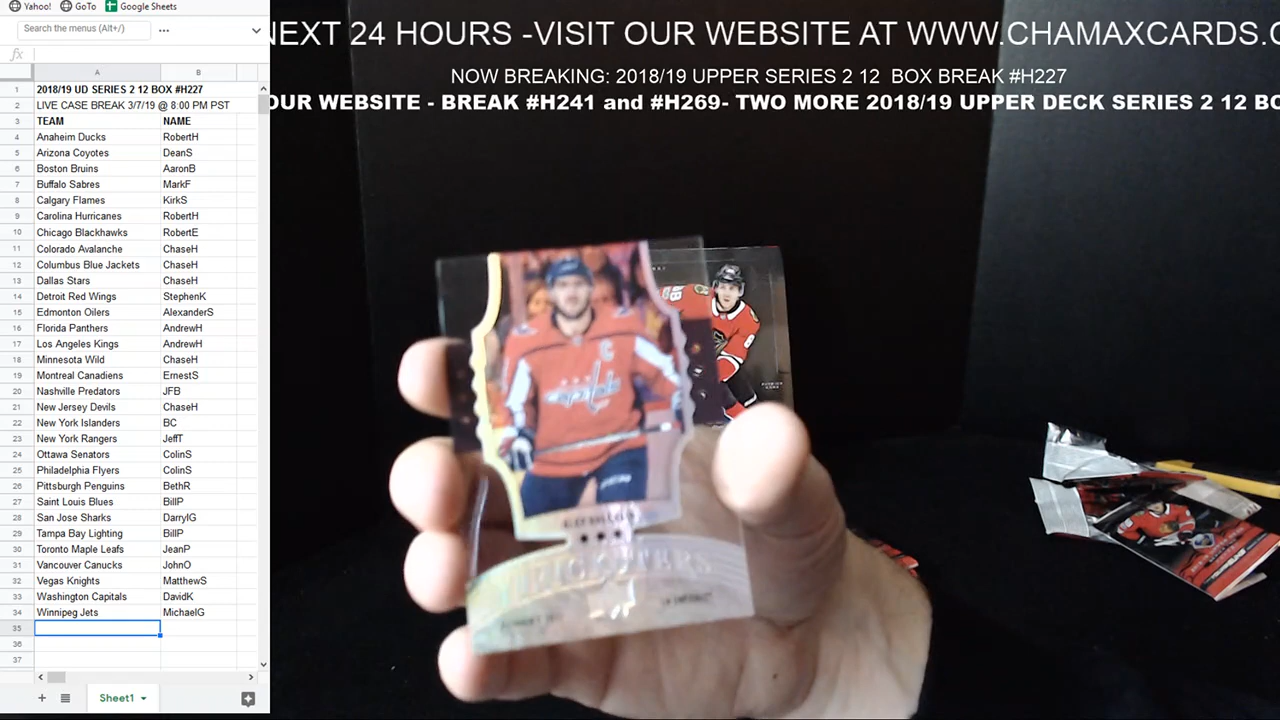 Yahoo! GoTo Google Sheets
Search the menus (Alt+/)
fx
A B
1 2018/19 UD SERIES 2 12 BOX #H227
2 LIVE CASE BREAK 3/7/19 @ 8:00 PM PST
3 TEAM NAME
4 Anaheim Ducks RobertH
5 Arizona Coyotes DeanS
6 Boston Bruins AaronB
7 Buffalo Sabres MarkF
8 Calgary Flames KirkS
9 Carolina Hurricanes RobertH
10 Chicago Blackhawks RobertE
11 Colorado Avalanche ChaseH
12 Columbus Blue Jackets ChaseH
13 Dallas Stars ChaseH
14 Detroit Red Wings StephenK
15 Edmonton Oilers AlexanderS
16 Florida Panthers AndrewH
17 Los Angeles Kings AndrewH
18 Minnesota Wild ChaseH
19 Montreal Canadiens ErnestS
20 Nashville Predators JFB
21 New Jersey Devils ChaseH
22 New York Islanders BC
23 New York Rangers JeffT
24 Ottawa Senators ColinS
25 Philadelphia Flyers ColinS
26 Pittsburgh Penguins BethR
27 Saint Louis Blues BillP
28 San Jose Sharks DarrylG
29 Tampa Bay Lighting BillP
30 Toronto Maple Leafs JeanP
31 Vancouver Canucks JohnO
32 Vegas Knights MatthewS
33 Washington Capitals DavidK
34 Winnipeg Jets MichaelG
35
36
37
Sheet1
NEXT 24 HOURS -VISIT OUR WEBSITE AT WWW.CHAMAXCARDS.C
NOW BREAKING: 2018/19 UPPER SERIES 2 12 BOX BREAK #H227
OUR WEBSITE - BREAK #H241 and #H269- TWO MORE 2018/19 UPPER DECK SERIES 2 12 BO
C
capitals
TRICKSTERS